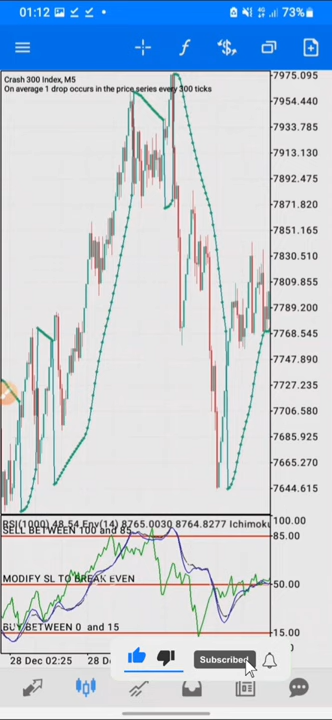 01:12
73%
Crash 300 Index, M5
On average 1 drop occurs in the price series every 300 ticks
7975.095
7954.440
7933.785
7913.130
7892.475
7871.820
7851.165
7830.510
7809.855
7789.200
7768.545
7747.890
7727.235
7706.580
7685.925
7665.270
7644.615
RSI(1000) 48.54 Env(14) 8765.0030 8764.8277 Ichimoku
100.00
SELL BETWEEN 100 and 85
85.00
MODIFY SL TO BREAK EVEN
50.00
BUY BETWEEN 0 and 15
15.00
28 Dec 02:25
28 De
Subscribed